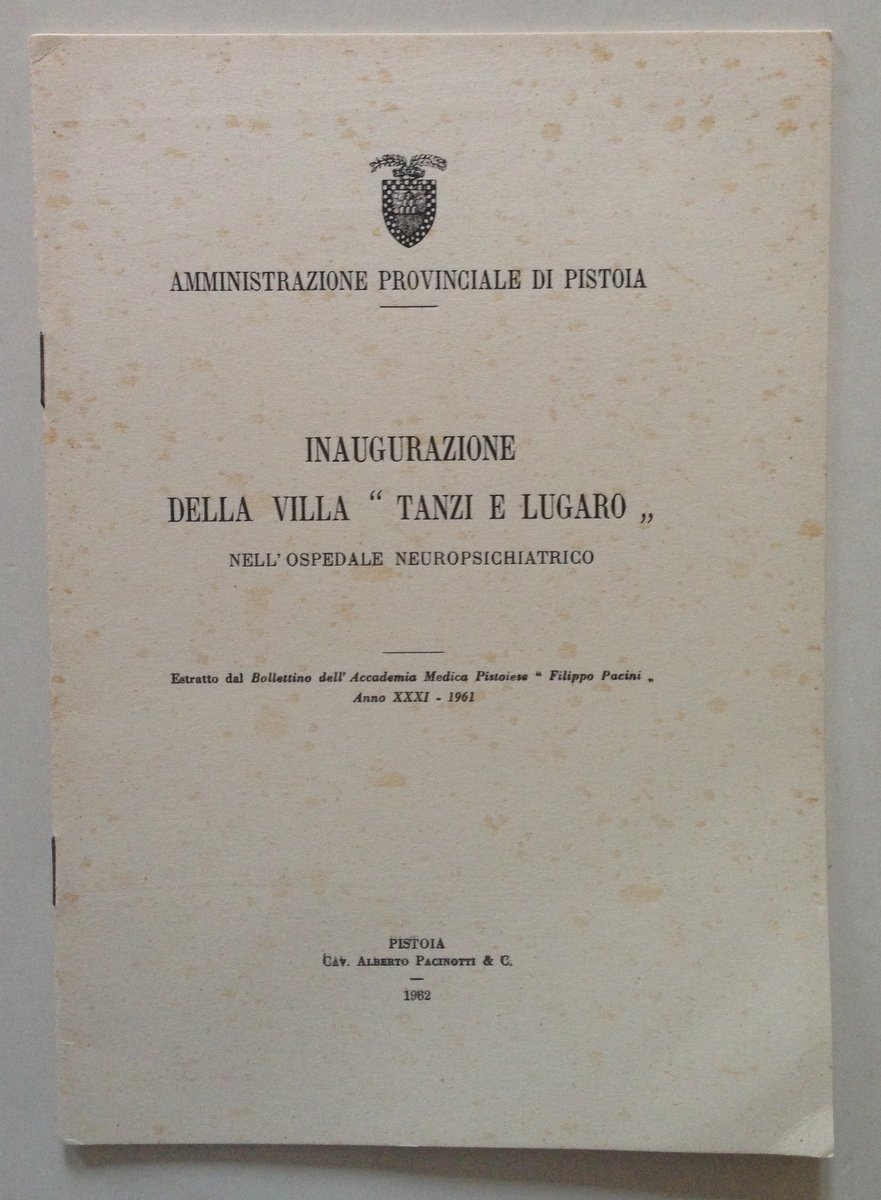 AMMINISTRAZIONE PROVINCIALE DI PISTOIA
INAUGURAZIONE
DELLA VILLA “ TANZI E LUGARO „
NELL' OSPEDALE NEUROPSICHIATRICO
Estratto dal Bollettino dell' Accademia Medica Pistoiese “ Filippo Pacini „
Anno XXXI - 1961
PISTOIA
CAV. ALBERTO PACINOTTI & C.
1962